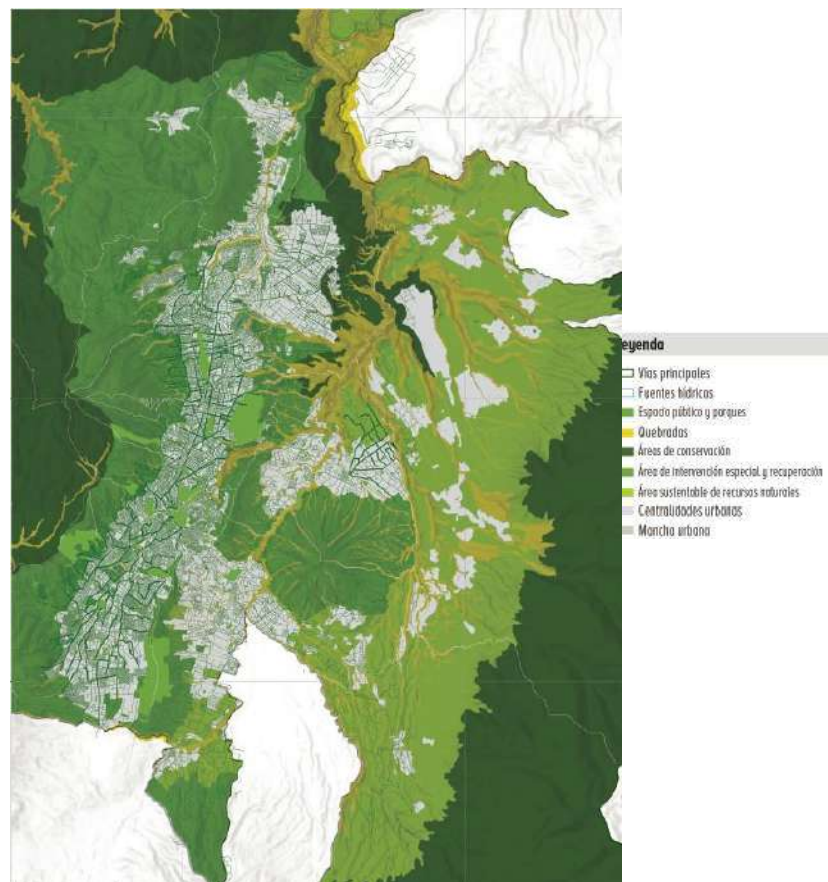 eyenda
Vías principales
Fuentes hídricas
Espacio público y parques
Quebradas
Áreas de conservación
Área de intervención especial y recuperación
Área sustentable de recursos naturales
Centralidades urbanas
Mancha urbana